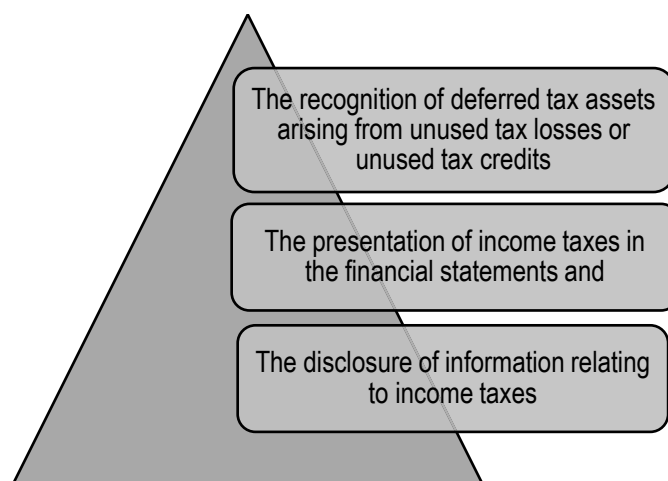 The recognition of deferred tax assets
arising from unused tax losses or
unused tax credits
The presentation of income taxes in
the financial statements and
The disclosure of information relating
to income taxes